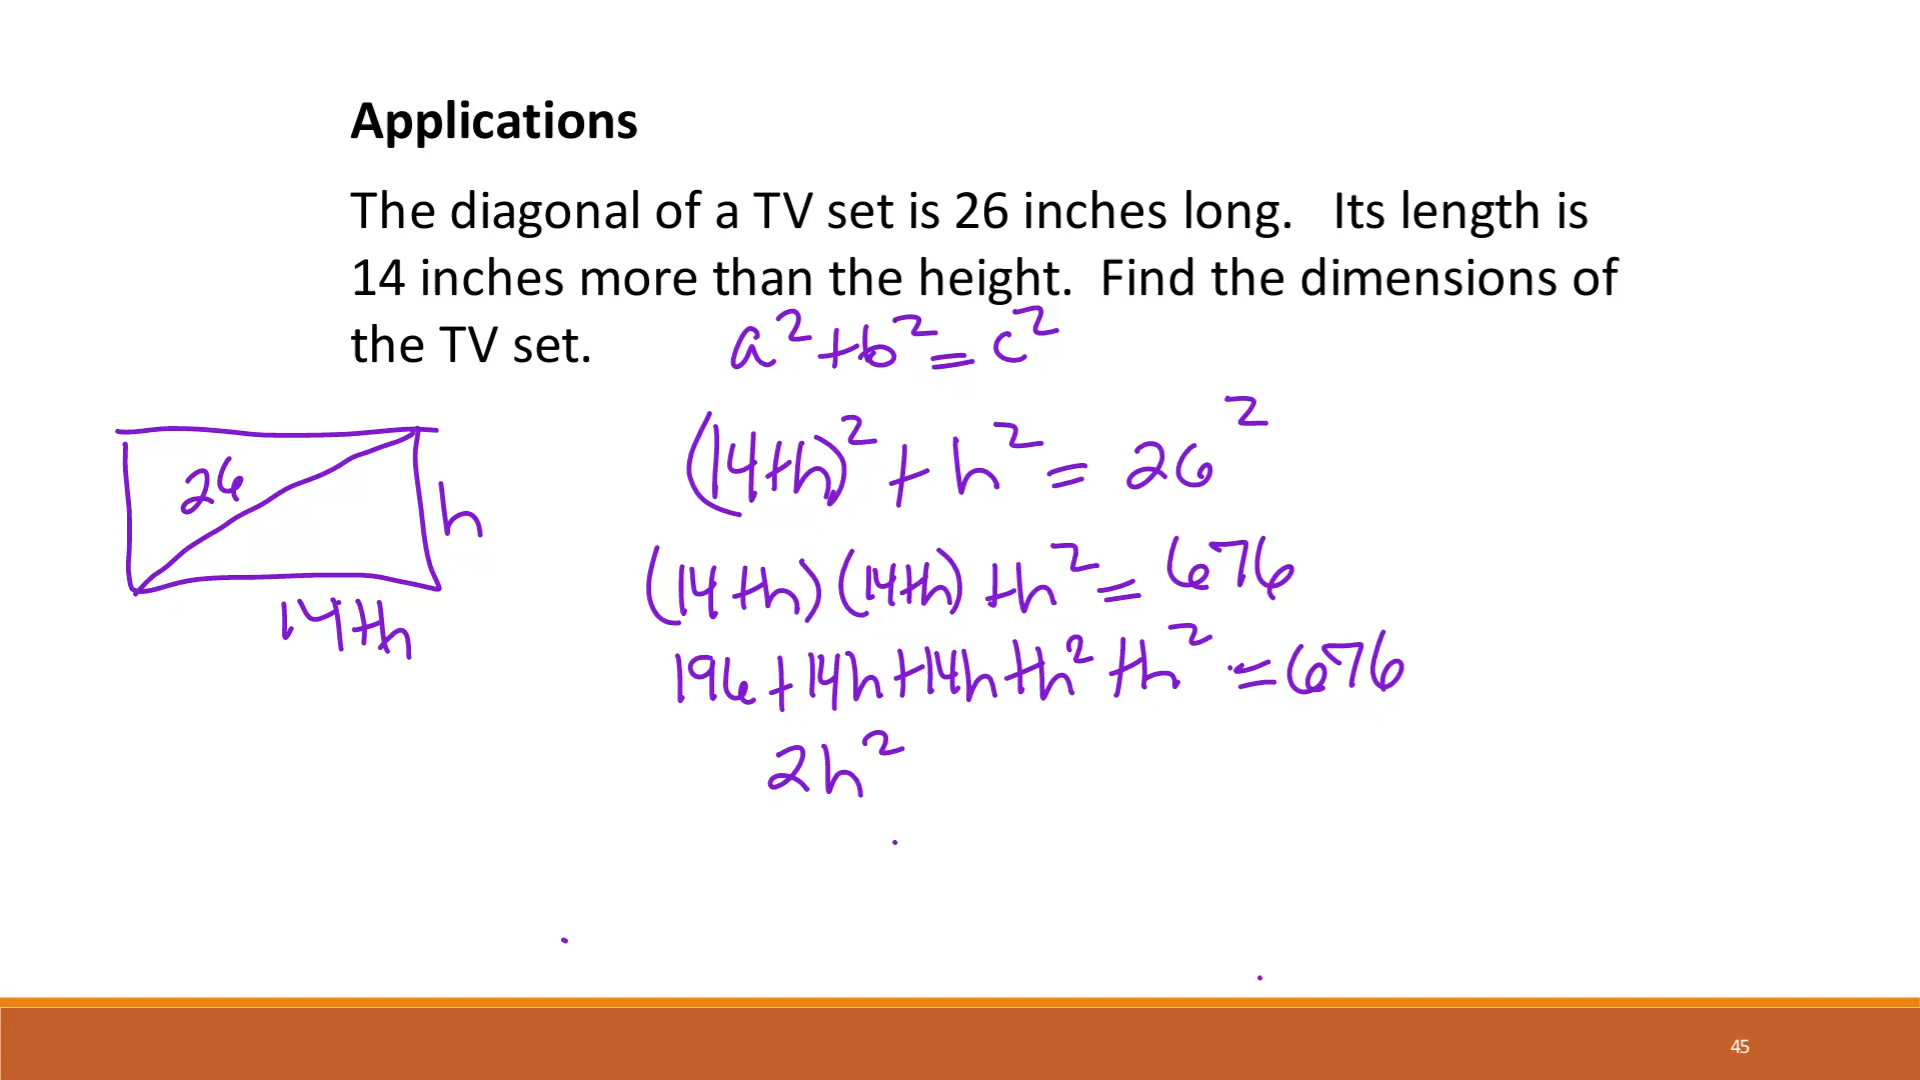 Applications
The diagonal of a TV set is 26 inches long. Its length is
14 inches more than the height. Find the dimensions of
the TV set.
a²+b²=c²
(14+h)²+h²=26²
26
h
14+h
(14+h)(14+h)+h²=676
196+14h+14h+h²+h²=676
2h²
45